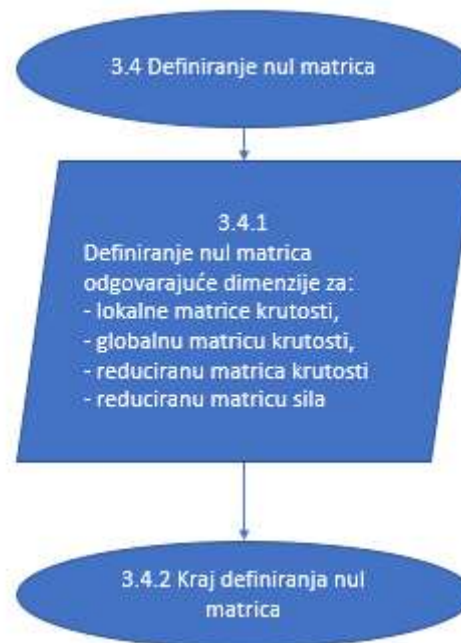 3.4 Definiranje nul matrica
3.4.1
Definiranje nul matrica
odgovarajuće dimenzije za:
- lokalne matrice krutosti,
- globalnu matricu krutosti,
- reduciranu matrica krutosti
- reduciranu matricu sila
3.4.2 Kraj definiranja nul
matrica